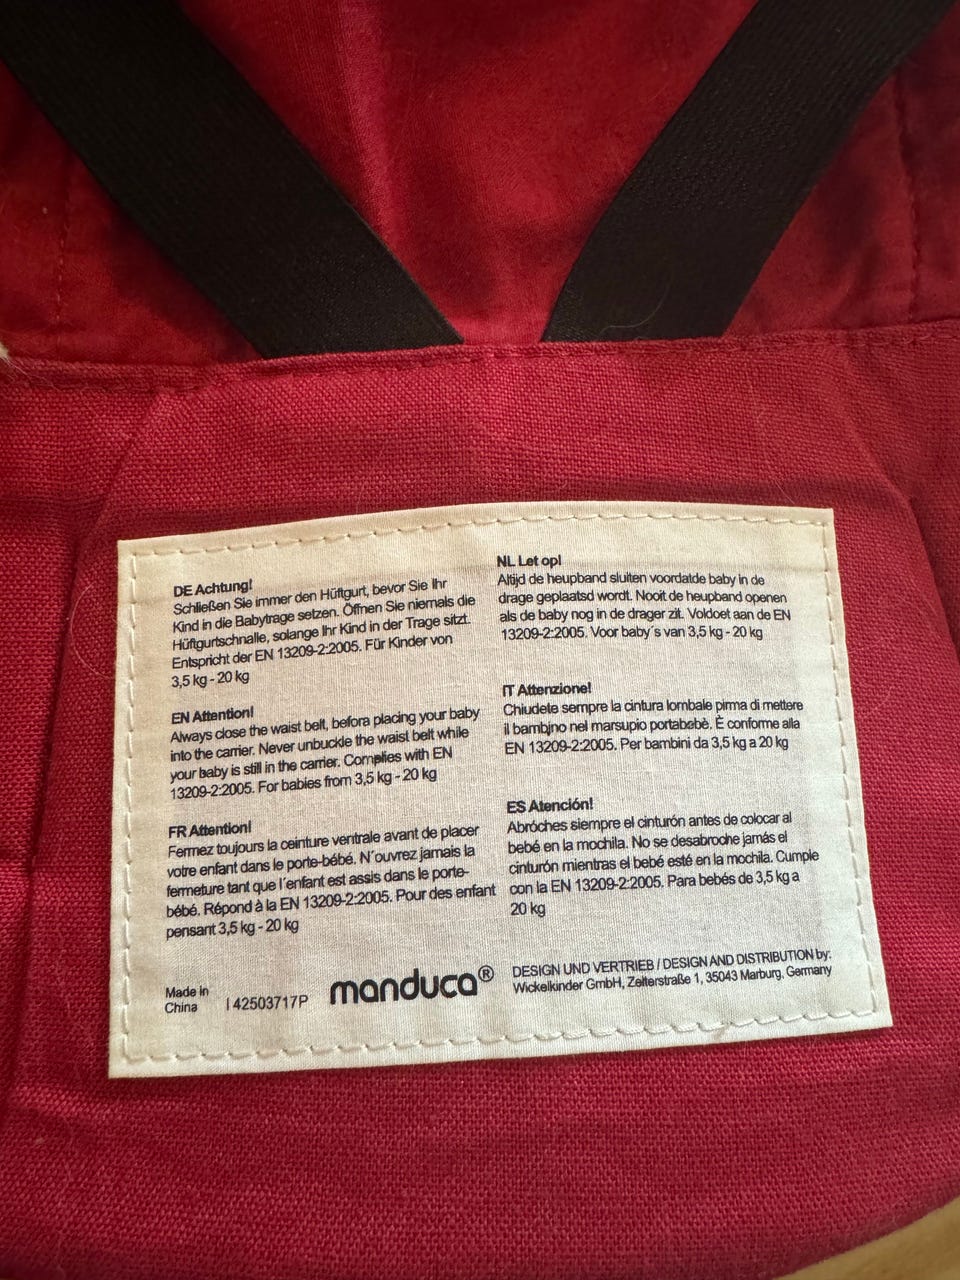 DE Achtung!
Schließen Sie immer den Hüftgurt, bevor Sie Ihr
Kind in die Babytrage setzen. Öffnen Sie niemals die
Hüftgurtschnalle, solange Ihr Kind in der Trage sitzt.
Entspricht der EN 13209-2:2005. Für Kinder von
3,5 kg - 20 kg
EN Attention!
Always close the waist belt, befora placing your baby
into the carrier. Never unbuckle the waist belt while
your baby is still in the carrier. Complies with EN
13209-2:2005. For babies from 3,5 kg - 20 kg
FR Attention!
Fermez toujours la ceinture ventrale avant de placer
votre enfant dans le porte-bébé. N´ouvrez jamais la
fermeture tant que l´enfant est assis dans le porte-
bébé. Répond à la EN 13209-2:2005. Pour des enfant
pensant 3,5 kg - 20 kg
NL Let op!
Altijd de heupband sluiten voordatde baby in de
drage geplaatsd wordt. Nooit de heupband openen
als de baby nog in de drager zit. Voldoet aan de EN
13209-2:2005. Voor baby´s van 3,5 kg - 20 kg
IT Attenzione!
Chiudete sempre la cintura lombale pirma di mettere
il bambjno nel marsupio portabebè. È conforme alla
EN 13209-2:2005. Per bambini da 3,5 kg a 20 kg
ES Atención!
Abróches siempre el cinturón antes de colocar al
bebé en la mochila. No se desabroche jamás el
cinturón mientras el bebé esté en la mochila. Cumple
con la EN 13209-2:2005. Para bebés de 3,5 kg a
20 kg
Made in
China
I 42503717P
manduca®
DESIGN UND VERTRIEB / DESIGN AND DISTRIBUTION by:
Wickelkinder GmbH, Zeiterstraße 1, 35043 Marburg, Germany